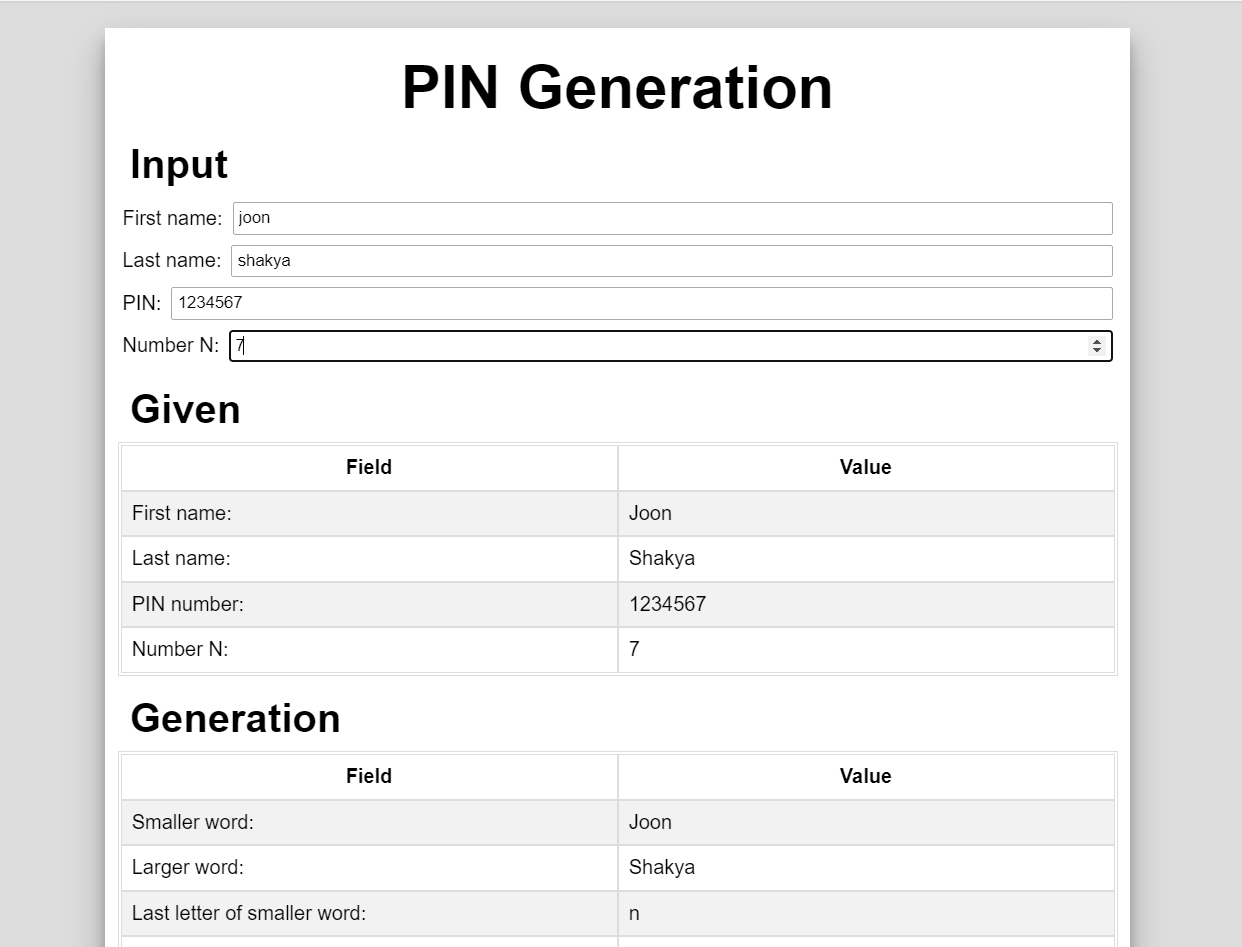 PIN Generation
Input
First name: joon
Last name: shakya
PIN: 1234567
Number N: 7
Given
Field Value
First name: Joon
Last name: Shakya
PIN number: 1234567
Number N: 7
Generation
Field Value
Smaller word: Joon
Larger word: Shakya
Last letter of smaller word: n